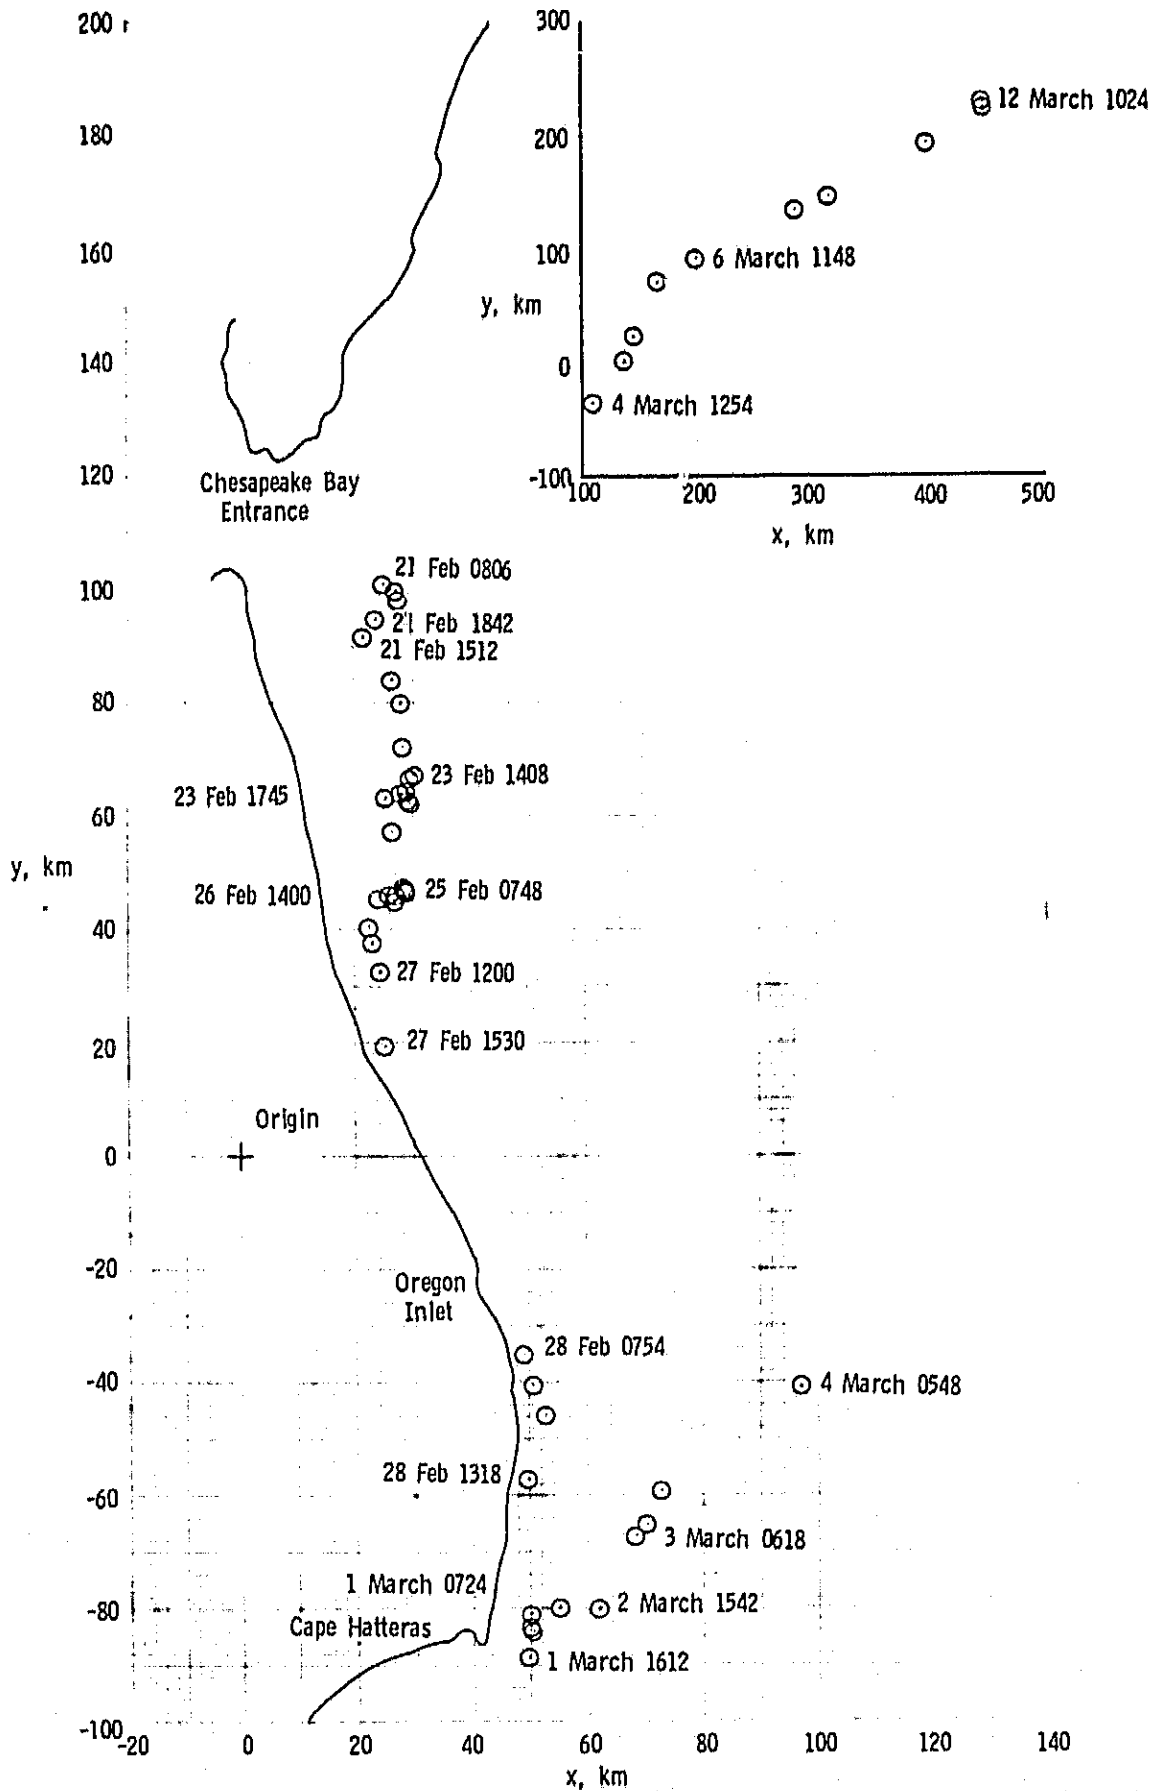 200
180
160
140
120
100
80
60
y, km
40
20
0
-20
-40
-60
-80
-100
-20
0
20
40
60
80
100
120
140
x, km
300
200
100
y, km
0
-100
100
200
300
400
500
x, km
12 March 1024
6 March 1148
4 March 1254
Chesapeake Bay
Entrance
21 Feb 0806
21 Feb 1842
21 Feb 1512
23 Feb 1408
23 Feb 1745
26 Feb 1400
25 Feb 0748
27 Feb 1200
27 Feb 1530
Origin
Oregon
Inlet
28 Feb 0754
4 March 0548
28 Feb 1318
3 March 0618
1 March 0724
2 March 1542
Cape Hatteras
1 March 1612